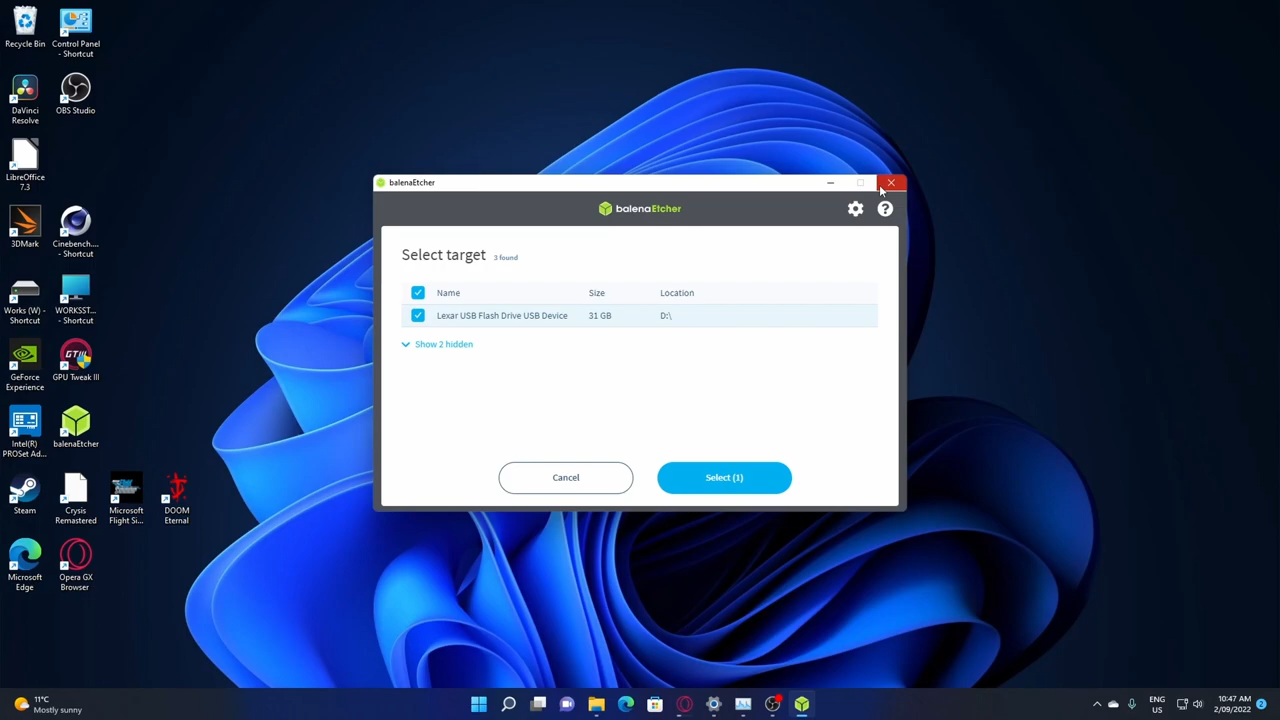 Recycle Bin
Control Panel
- Shortcut
DaVinci
Resolve
OBS Studio
LibreOffice
7.3
3DMark
Cinebench....
- Shortcut
Works (W) -
Shortcut
WORKSST...
- Shortcut
GeForce
Experience
GTIII
GPU Tweak III
Intel(R)
PROSet Ad...
balenaEtcher
Steam
Crysis
Remastered
Microsoft
Flight Si...
DOOM
Eternal
Microsoft
Edge
Opera GX
Browser
balenaEtcher
balenaEtcher
Select target 3 found
Name Size Location
Lexar USB Flash Drive USB Device 31 GB D:\
Show 2 hidden
Cancel
Select (1)
11°C
Mostly sunny
ENG
US
10:47 AM
2/09/2022
2